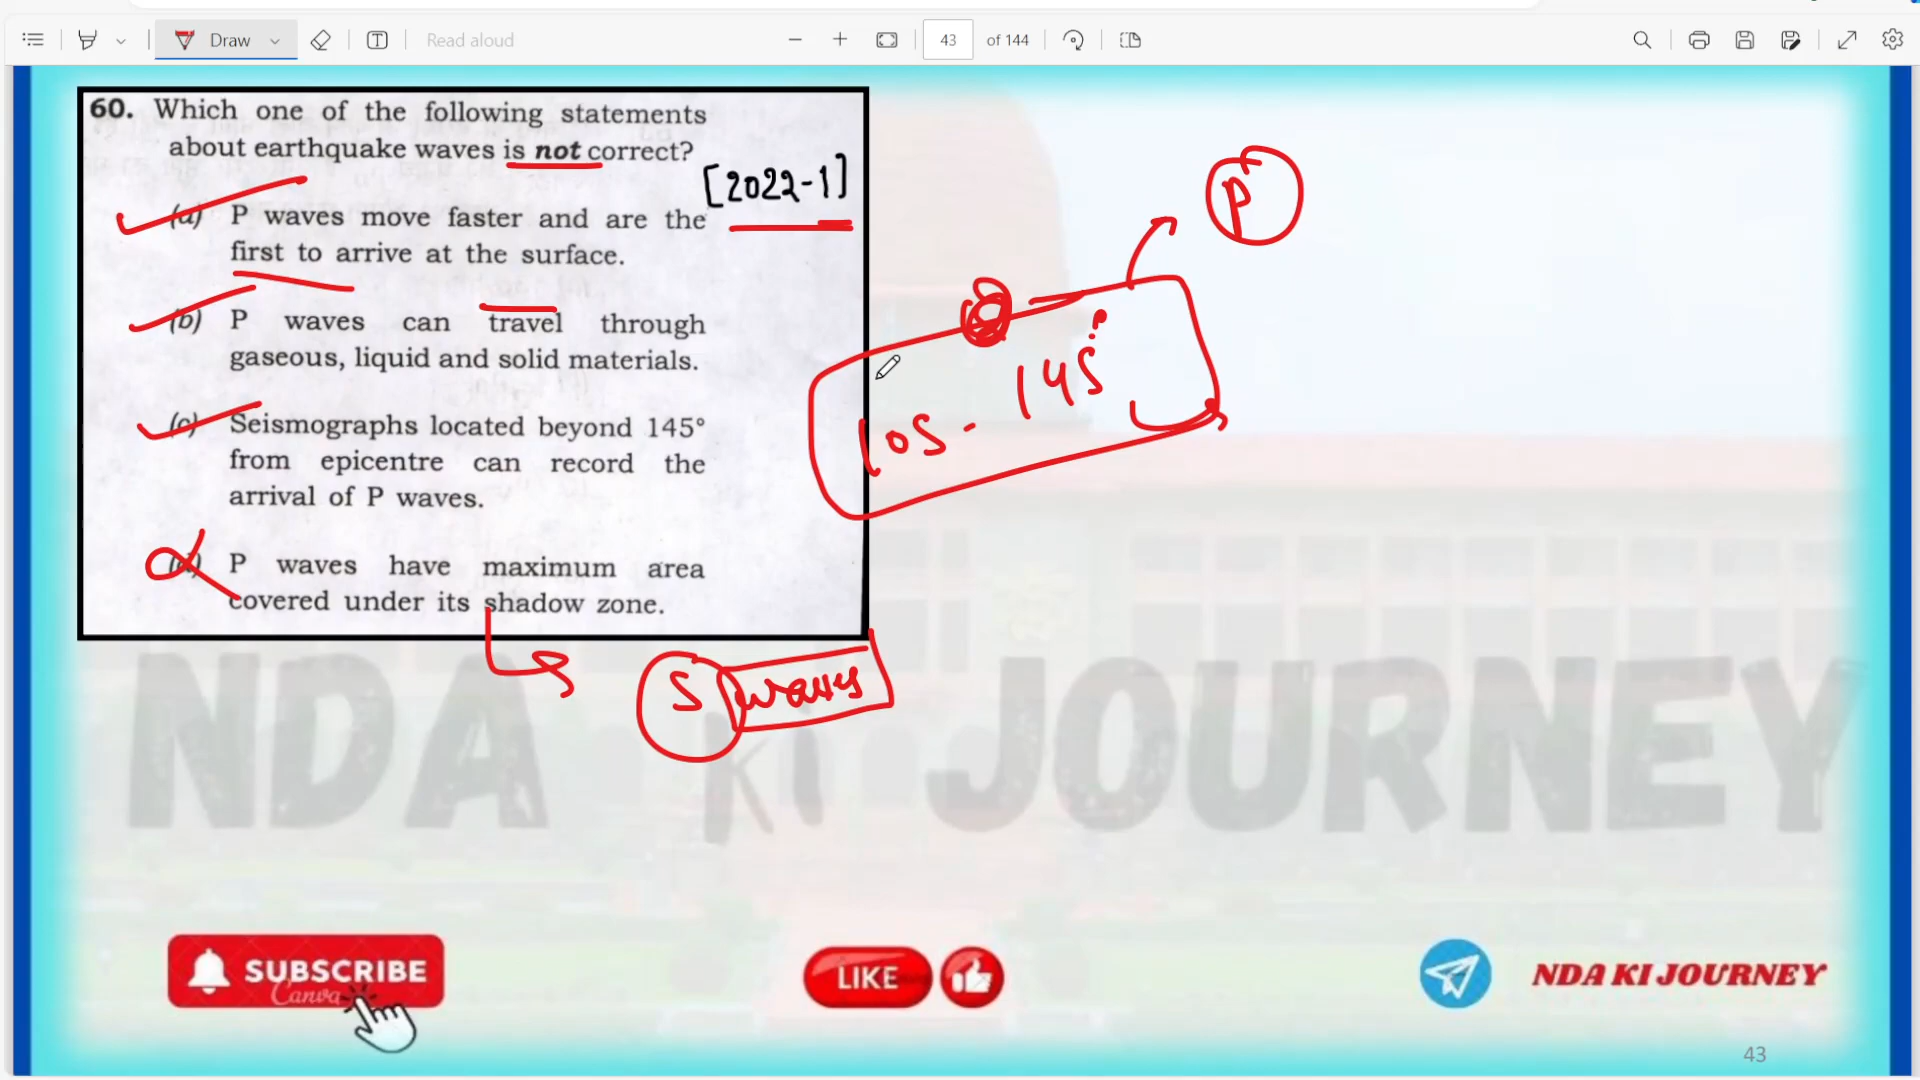 Draw
Read aloud
43
of 144
60. Which one of the following statements
about earthquake waves is not correct?
[2022-1]
(a) P waves move faster and are the
first to arrive at the surface.
(b) P waves can travel through
gaseous, liquid and solid materials.
(c) Seismographs located beyond 145°
from epicentre can record the
arrival of P waves.
(d) P waves have maximum area
covered under its shadow zone.
P
105 - 145
S waves
NDA KI JOURNEY
SUBSCRIBE
Canva
LIKE
NDA KI JOURNEY
43